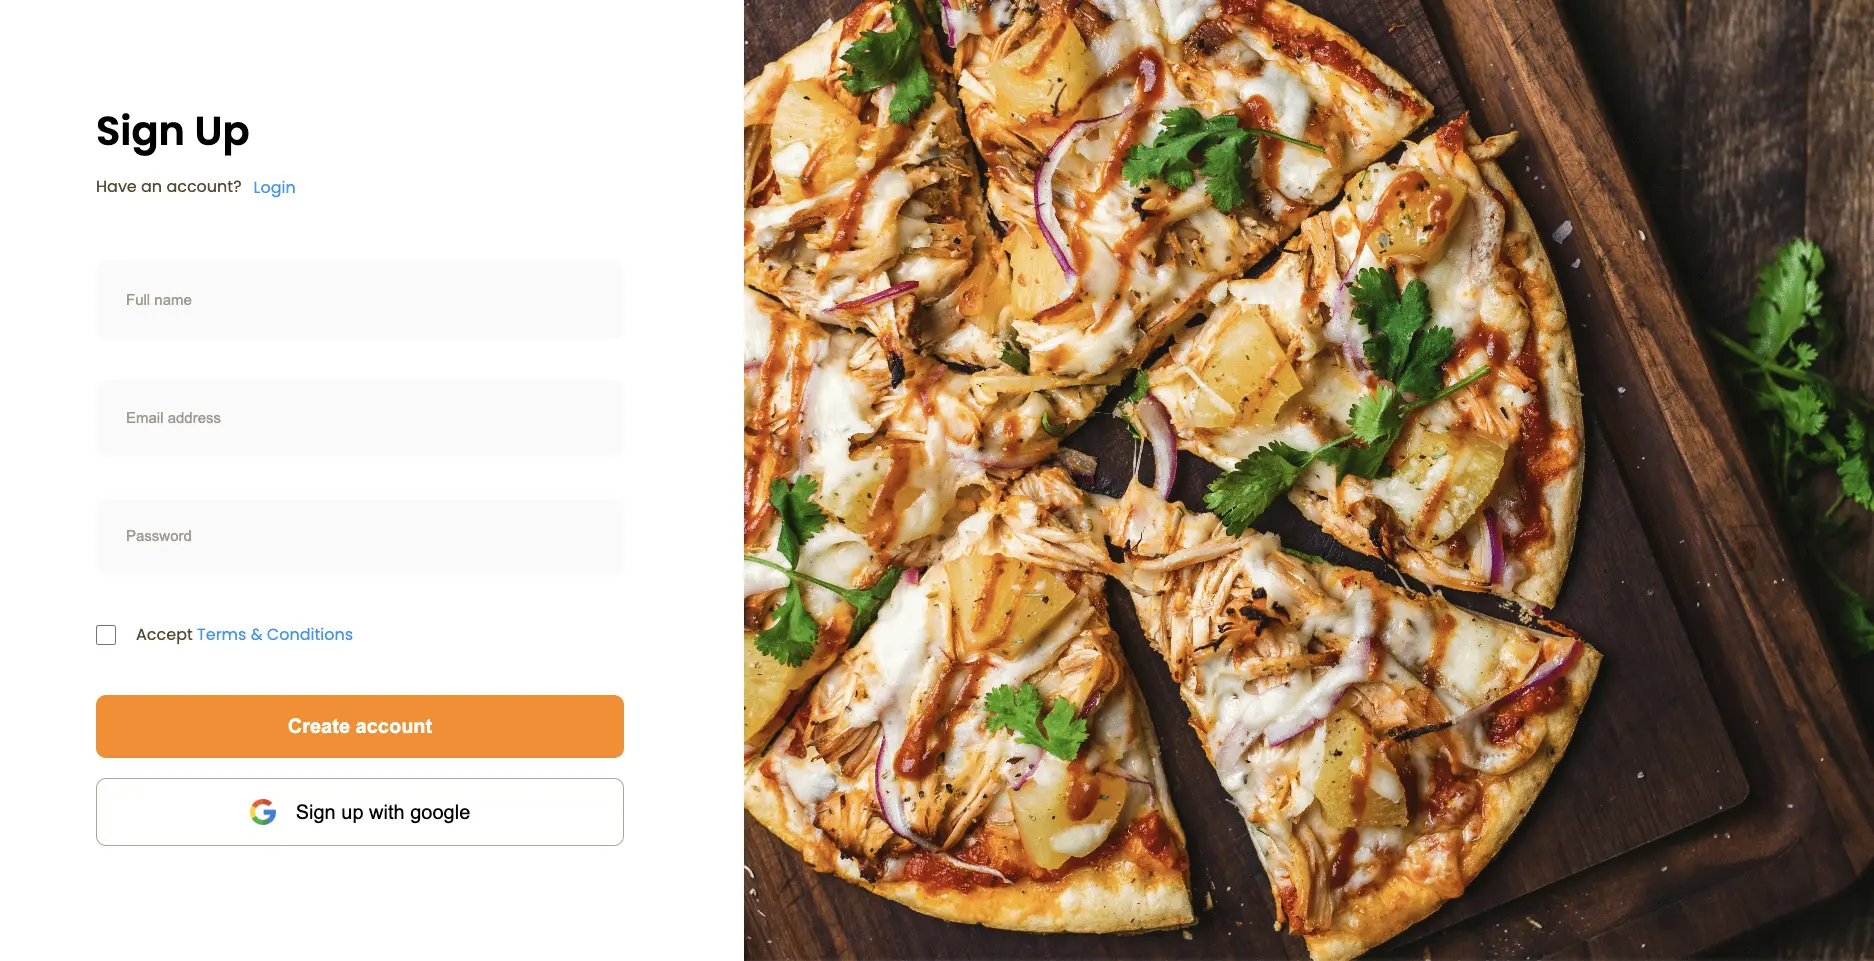 Sign Up
Have an account? Login
Full name
Email address
Password
Accept Terms & Conditions
Create account
Sign up with google